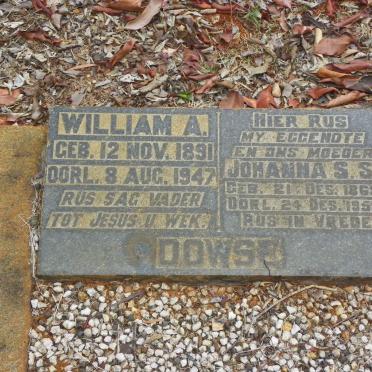 WILLIAM A.
GEB. 12 NOV. 1891
OORL. 8 AUG. 1947
RUS SAG VADER
TOT JESUS U WEK.
HIER RUS
MY EGGENOTE
EN ONS MOEDER
JOHANNA S. S.
GEB. 21 DES.
OORL. 24 DES.
RUS IN VREDE
DOWSE